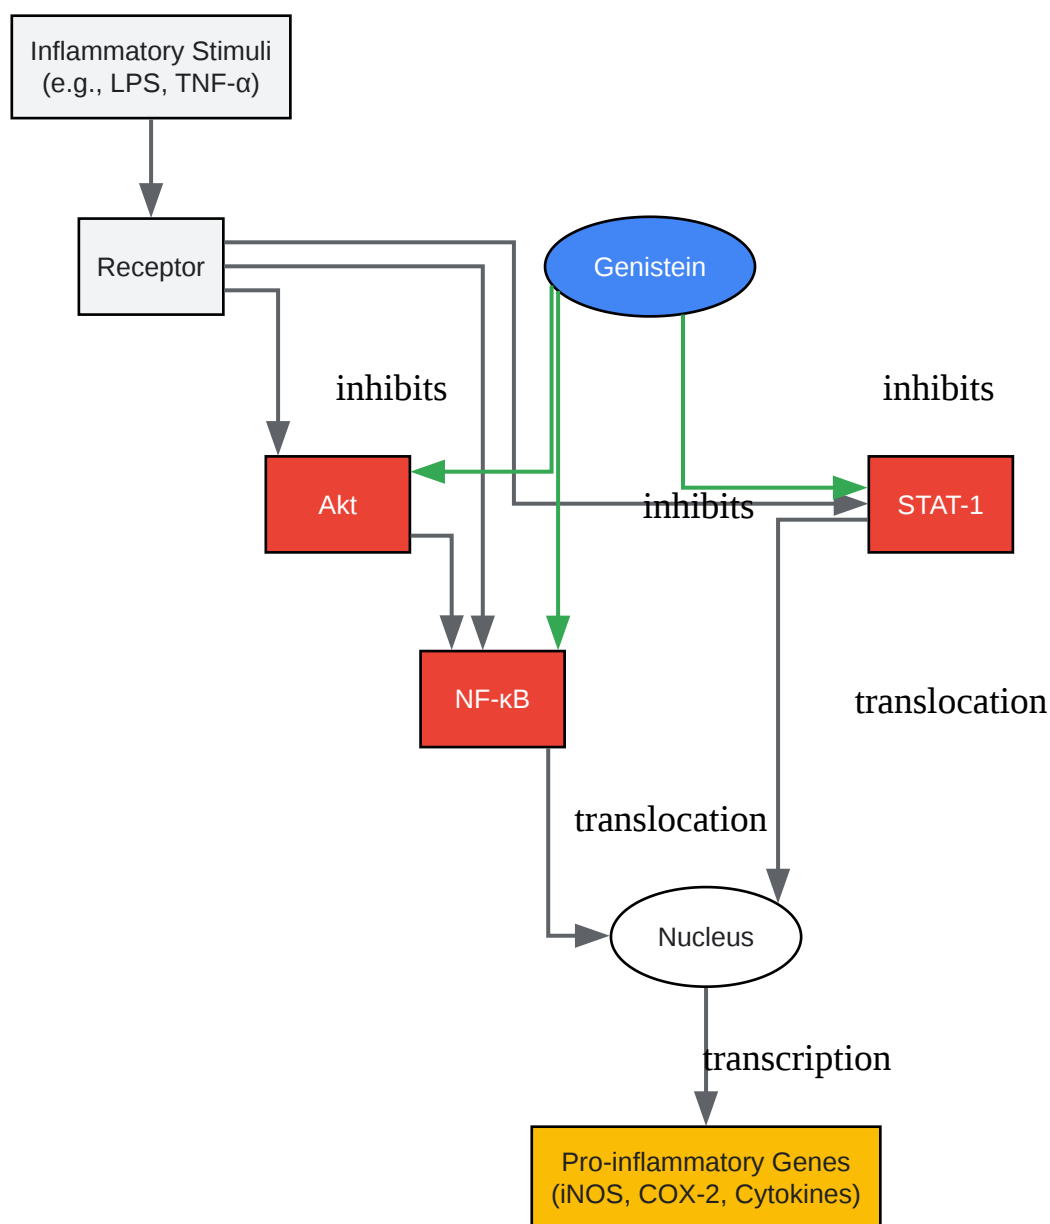 Inflammatory Stimuli
(e.g., LPS, TNF-α)
Receptor
Genistein
inhibits
inhibits
Akt
inhibits
STAT-1
NF-κB
translocation
translocation
Nucleus
transcription
Pro-inflammatory Genes
(iNOS, COX-2, Cytokines)